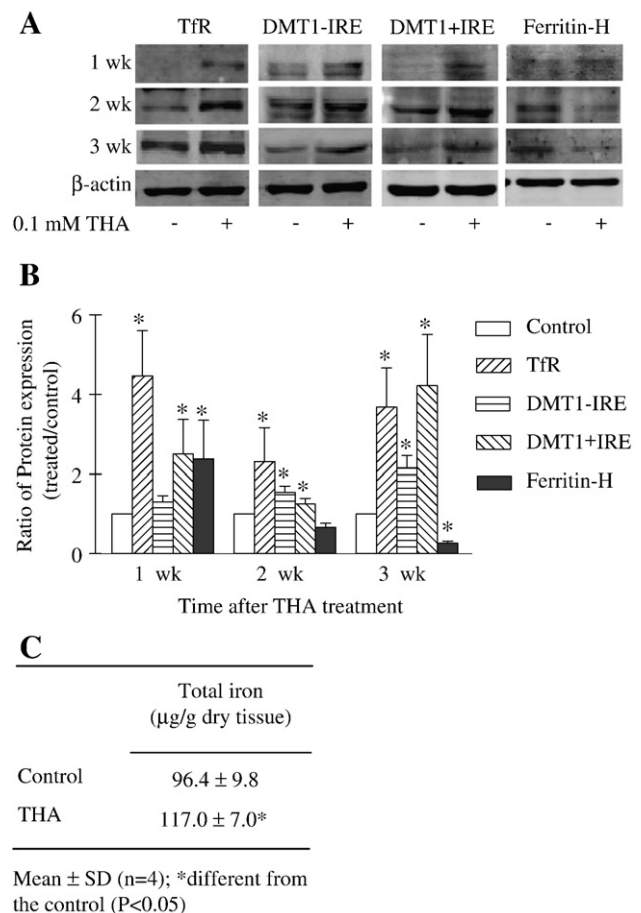 A
TfR DMT1-IRE DMT1+IRE Ferritin-H
1 wk
2 wk
3 wk
β-actin
0.1 mM THA - + - + - + - +
B
Ratio of Protein expression
(treated/control)
6
4
2
0
* * * * * * * * * *
Control
TfR
DMT1-IRE
DMT1+IRE
Ferritin-H
1 wk 2 wk 3 wk
Time after THA treatment
C
Total iron
(μg/g dry tissue)
Control 96.4 ± 9.8
THA 117.0 ± 7.0*
Mean ± SD (n=4); *different from
the control (P<0.05)